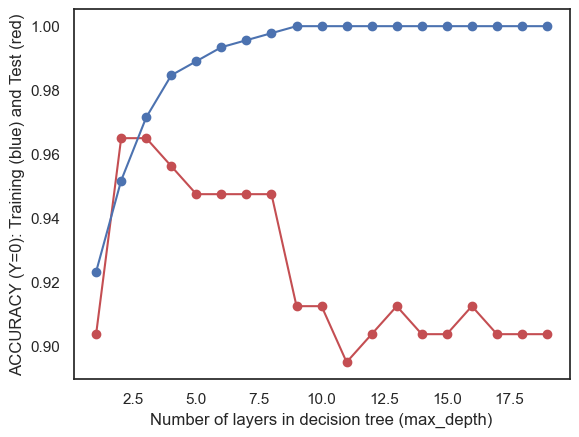 ACCURACY (Y=0): Training (blue) and Test (red)
1.00
0.98
0.96
0.94
0.92
0.90
2.5 5.0 7.5 10.0 12.5 15.0 17.5
Number of layers in decision tree (max_depth)